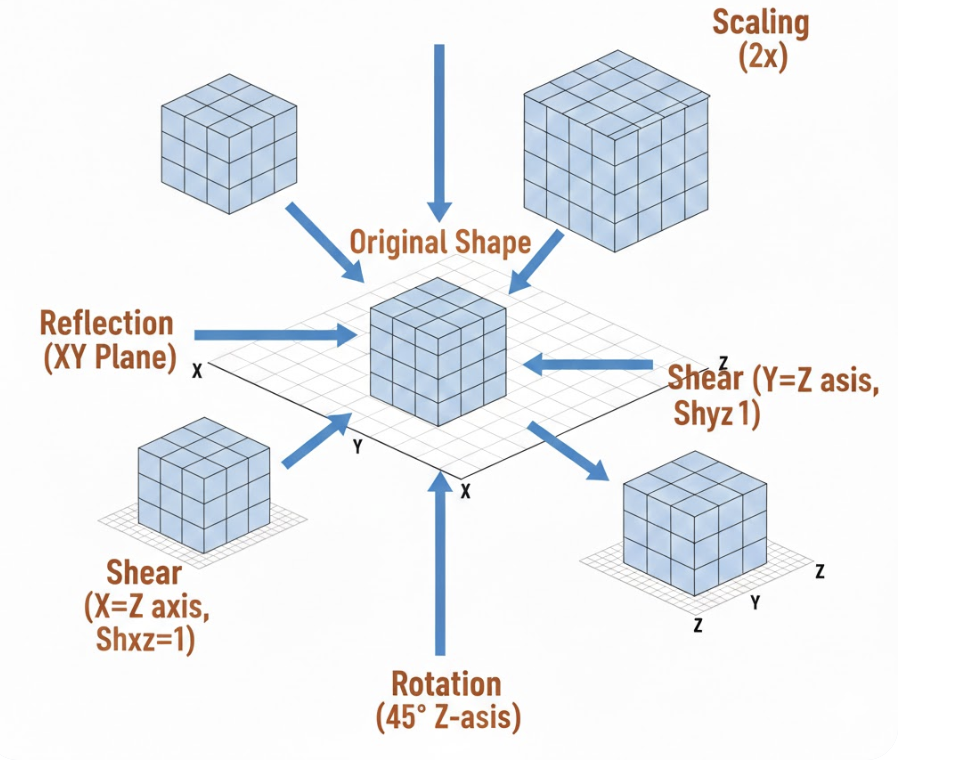 Scaling
(2x)
Original Shape
Reflection
(XY Plane)
X
Z
Shear (Y=Z asis,
Shyz 1)
Y
X
Shear
(X=Z axis,
Shxz=1)
Z
Y
Z
Rotation
(45° Z-asis)